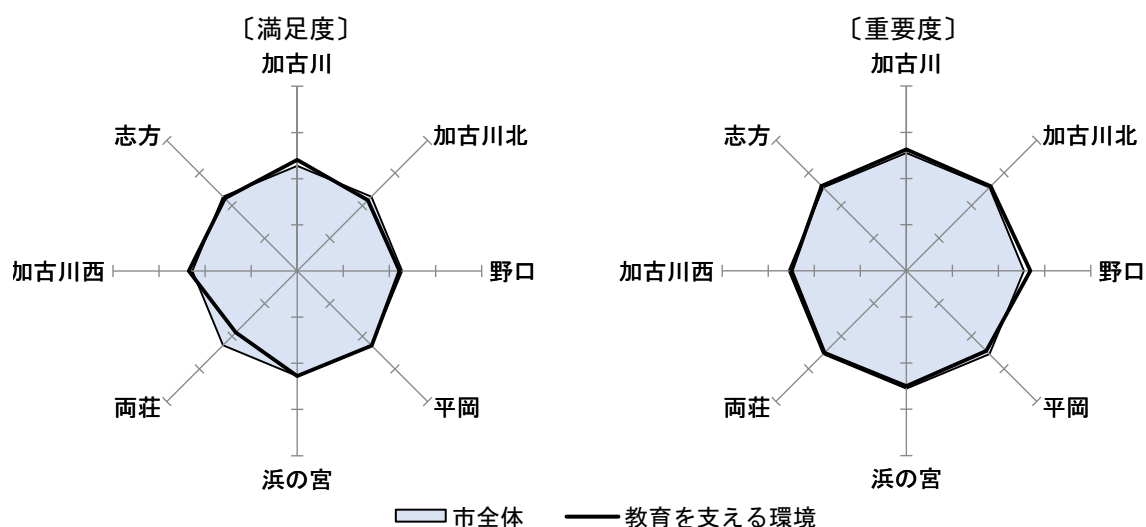 〔満足度〕
加古川
加古川北
野口
平岡
浜の宮
両荘
加古川西
志方
〔重要度〕
加古川
加古川北
野口
平岡
浜の宮
両荘
加古川西
志方
市全体
教育を支える環境